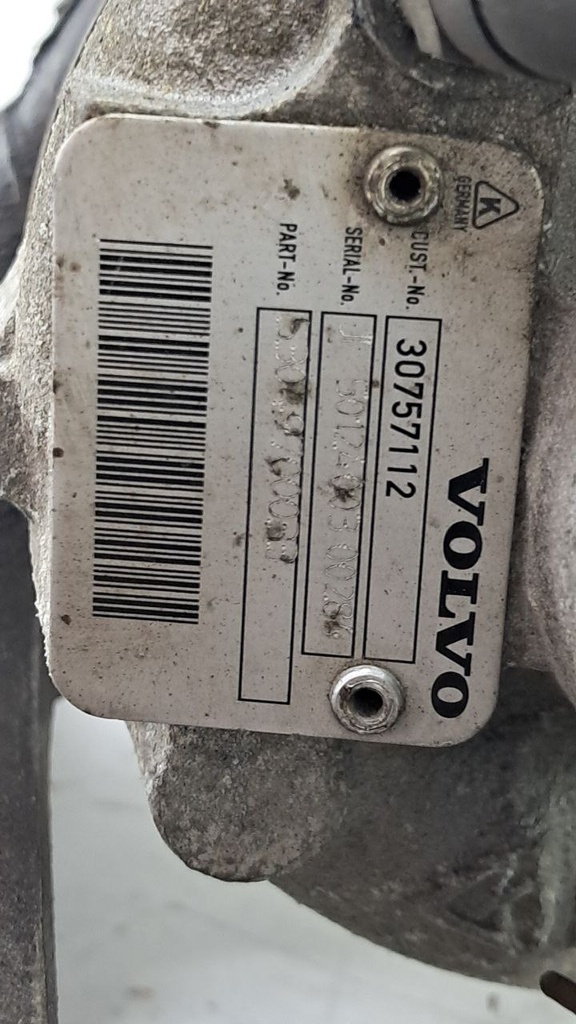 K
GERMANY
VOLVO
CUST.-No. 30757112
SERIAL-No.
PART-No.